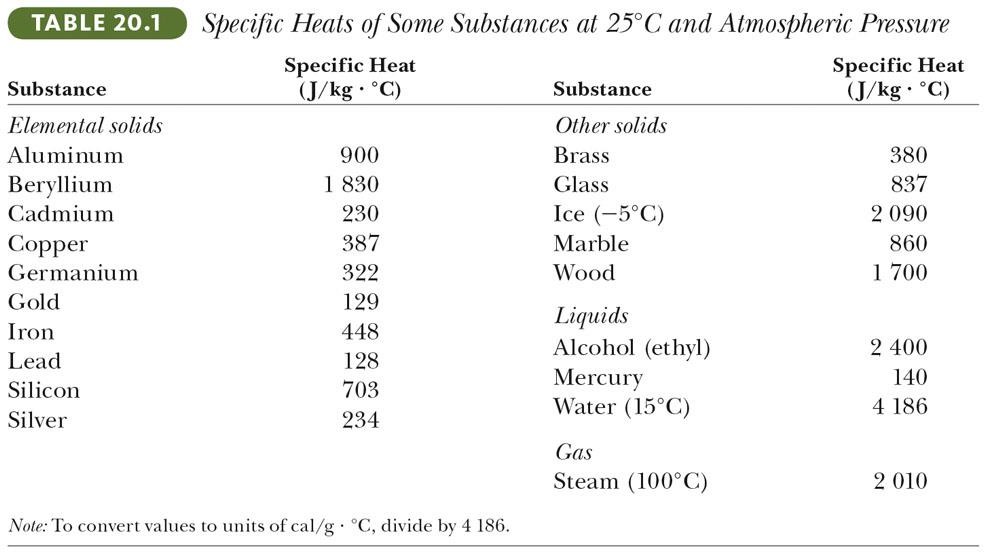 TABLE 20.1 Specific Heats of Some Substances at 25°C and Atmospheric Pressure
Substance Specific Heat (J/kg · °C)
Elemental solids
Aluminum 900
Beryllium 1 830
Cadmium 230
Copper 387
Germanium 322
Gold 129
Iron 448
Lead 128
Silicon 703
Silver 234
Substance Specific Heat (J/kg · °C)
Other solids
Brass 380
Glass 837
Ice (−5°C) 2 090
Marble 860
Wood 1 700
Liquids
Alcohol (ethyl) 2 400
Mercury 140
Water (15°C) 4 186
Gas
Steam (100°C) 2 010
Note: To convert values to units of cal/g · °C, divide by 4 186.